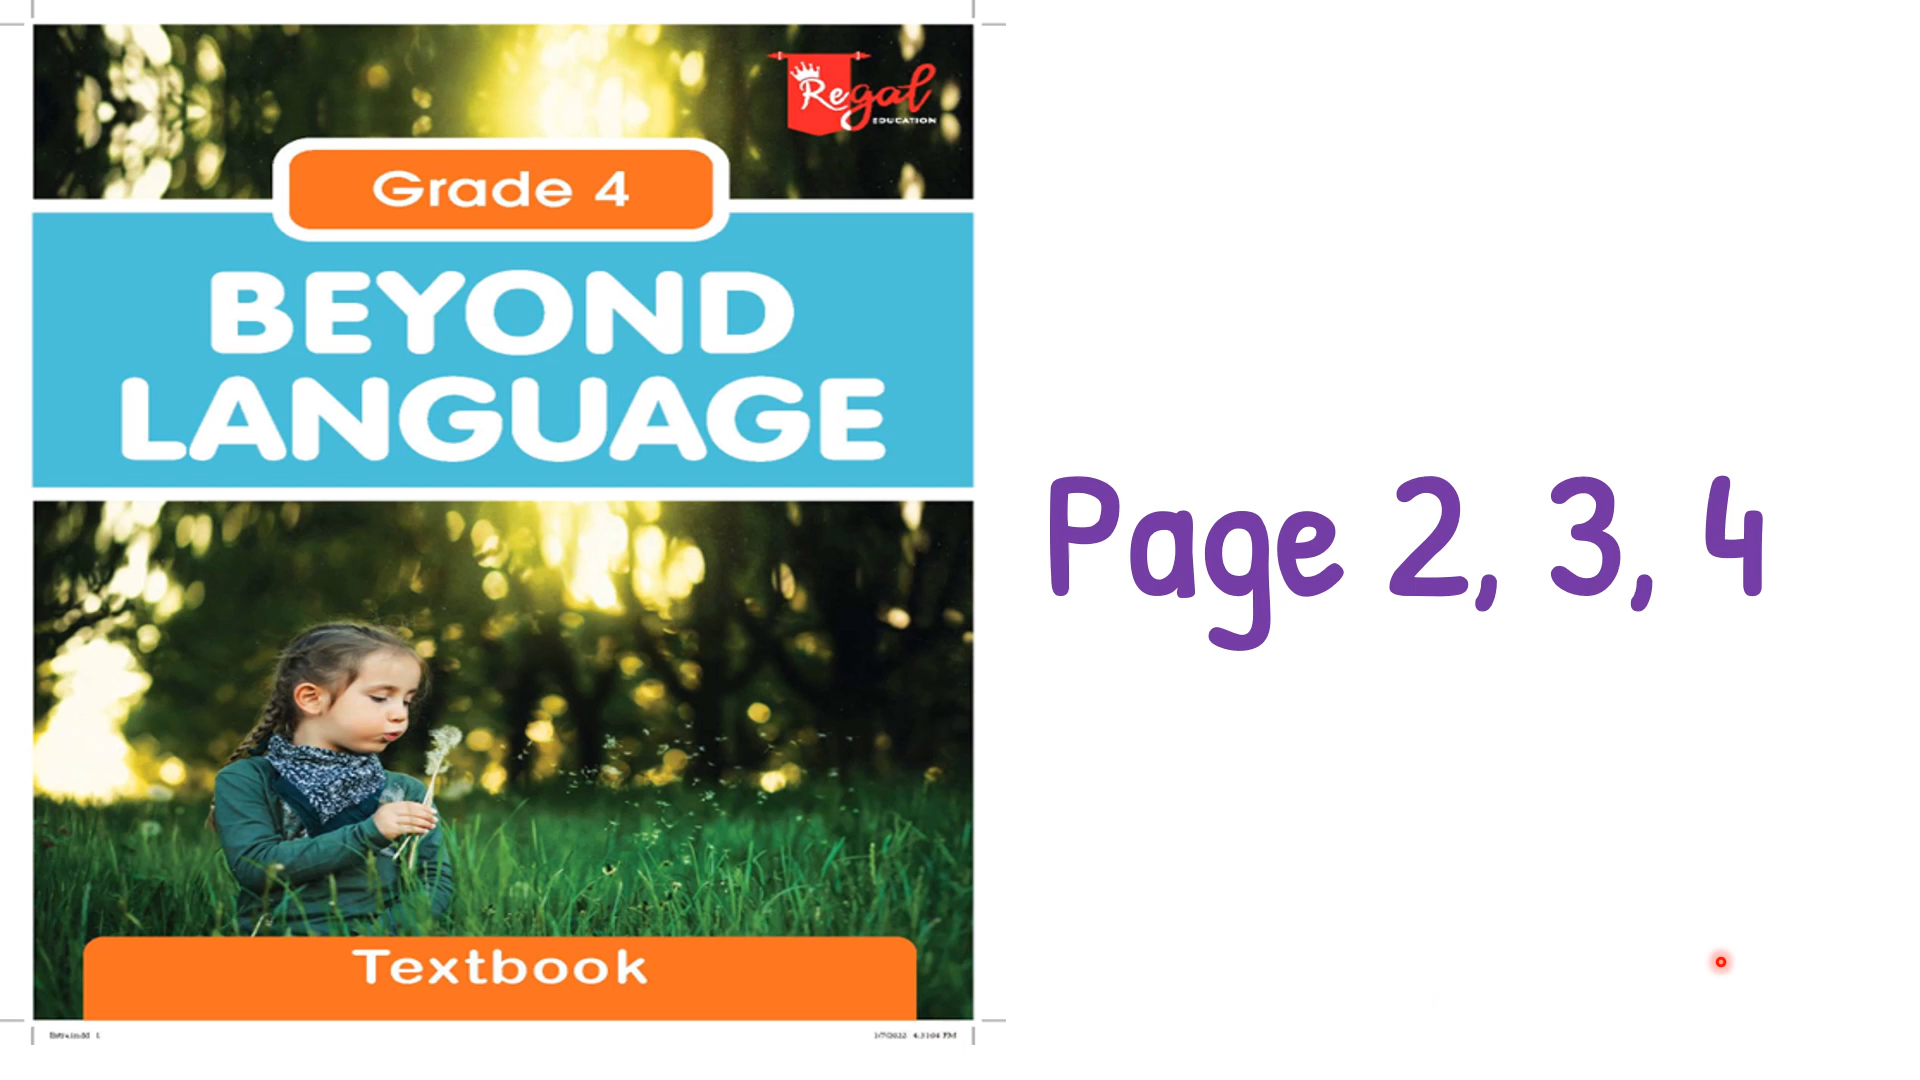 Regal
EDUCATION
Grade 4
BEYOND
LANGUAGE
Page 2, 3, 4
Textbook